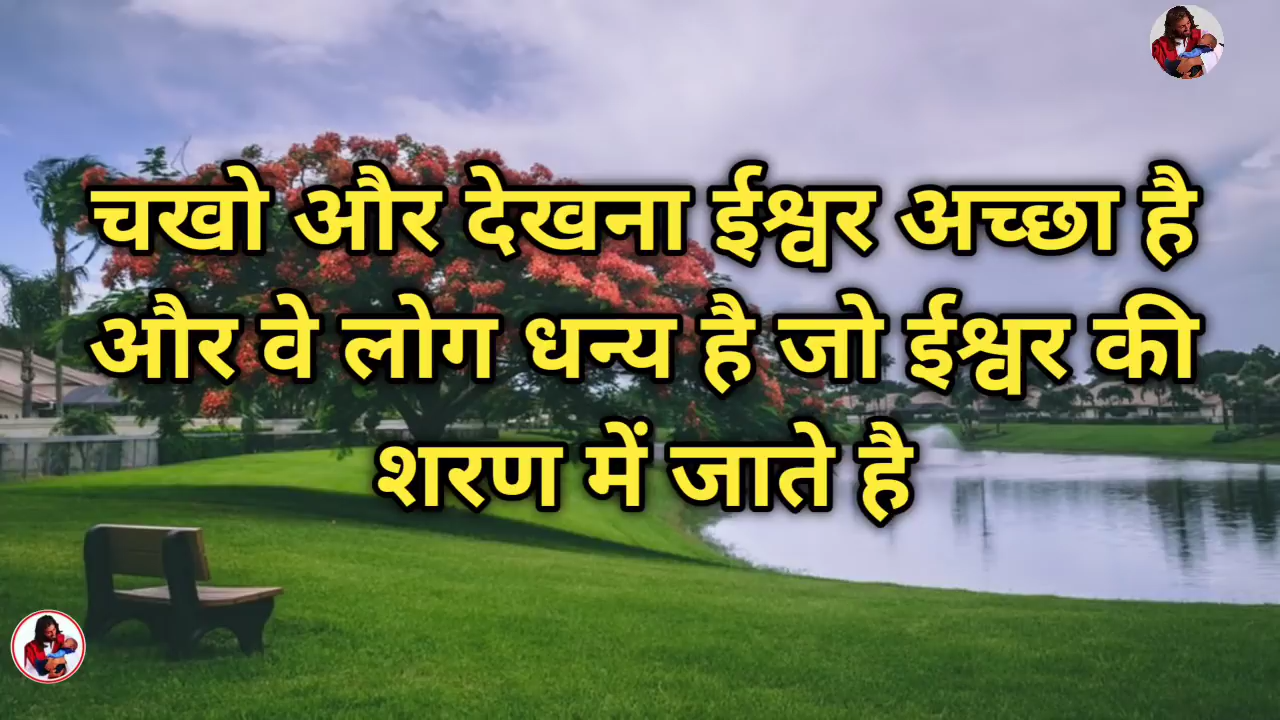 चखो और देखना ईश्वर अच्छा है
और वे लोग धन्य है जो ईश्वर की
शरण में जाते है